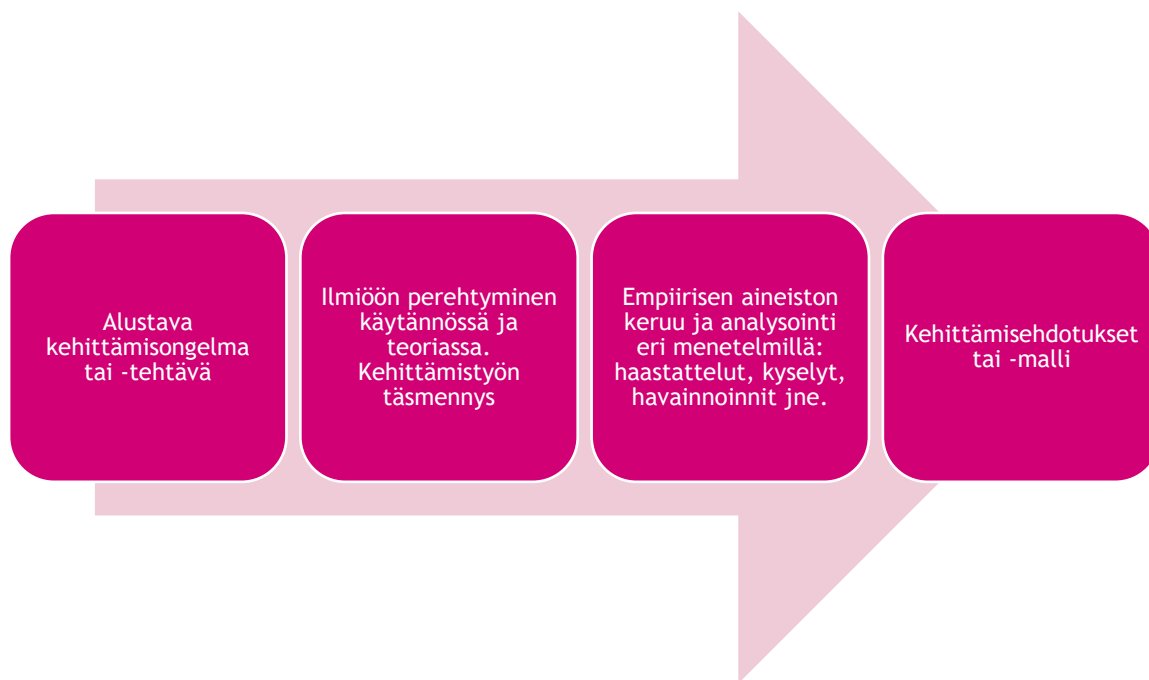 Alustava
kehittämisongelma
tai -tehtävä
Ilmiöön perehtyminen
käytännössä ja
teoriassa.
Kehittämistyön
täsmennys
Empiirisen aineiston
keruu ja analysointi
eri menetelmillä:
haastattelut, kyselyt,
havainnoinnit jne.
Kehittämisehdotukset
tai -malli